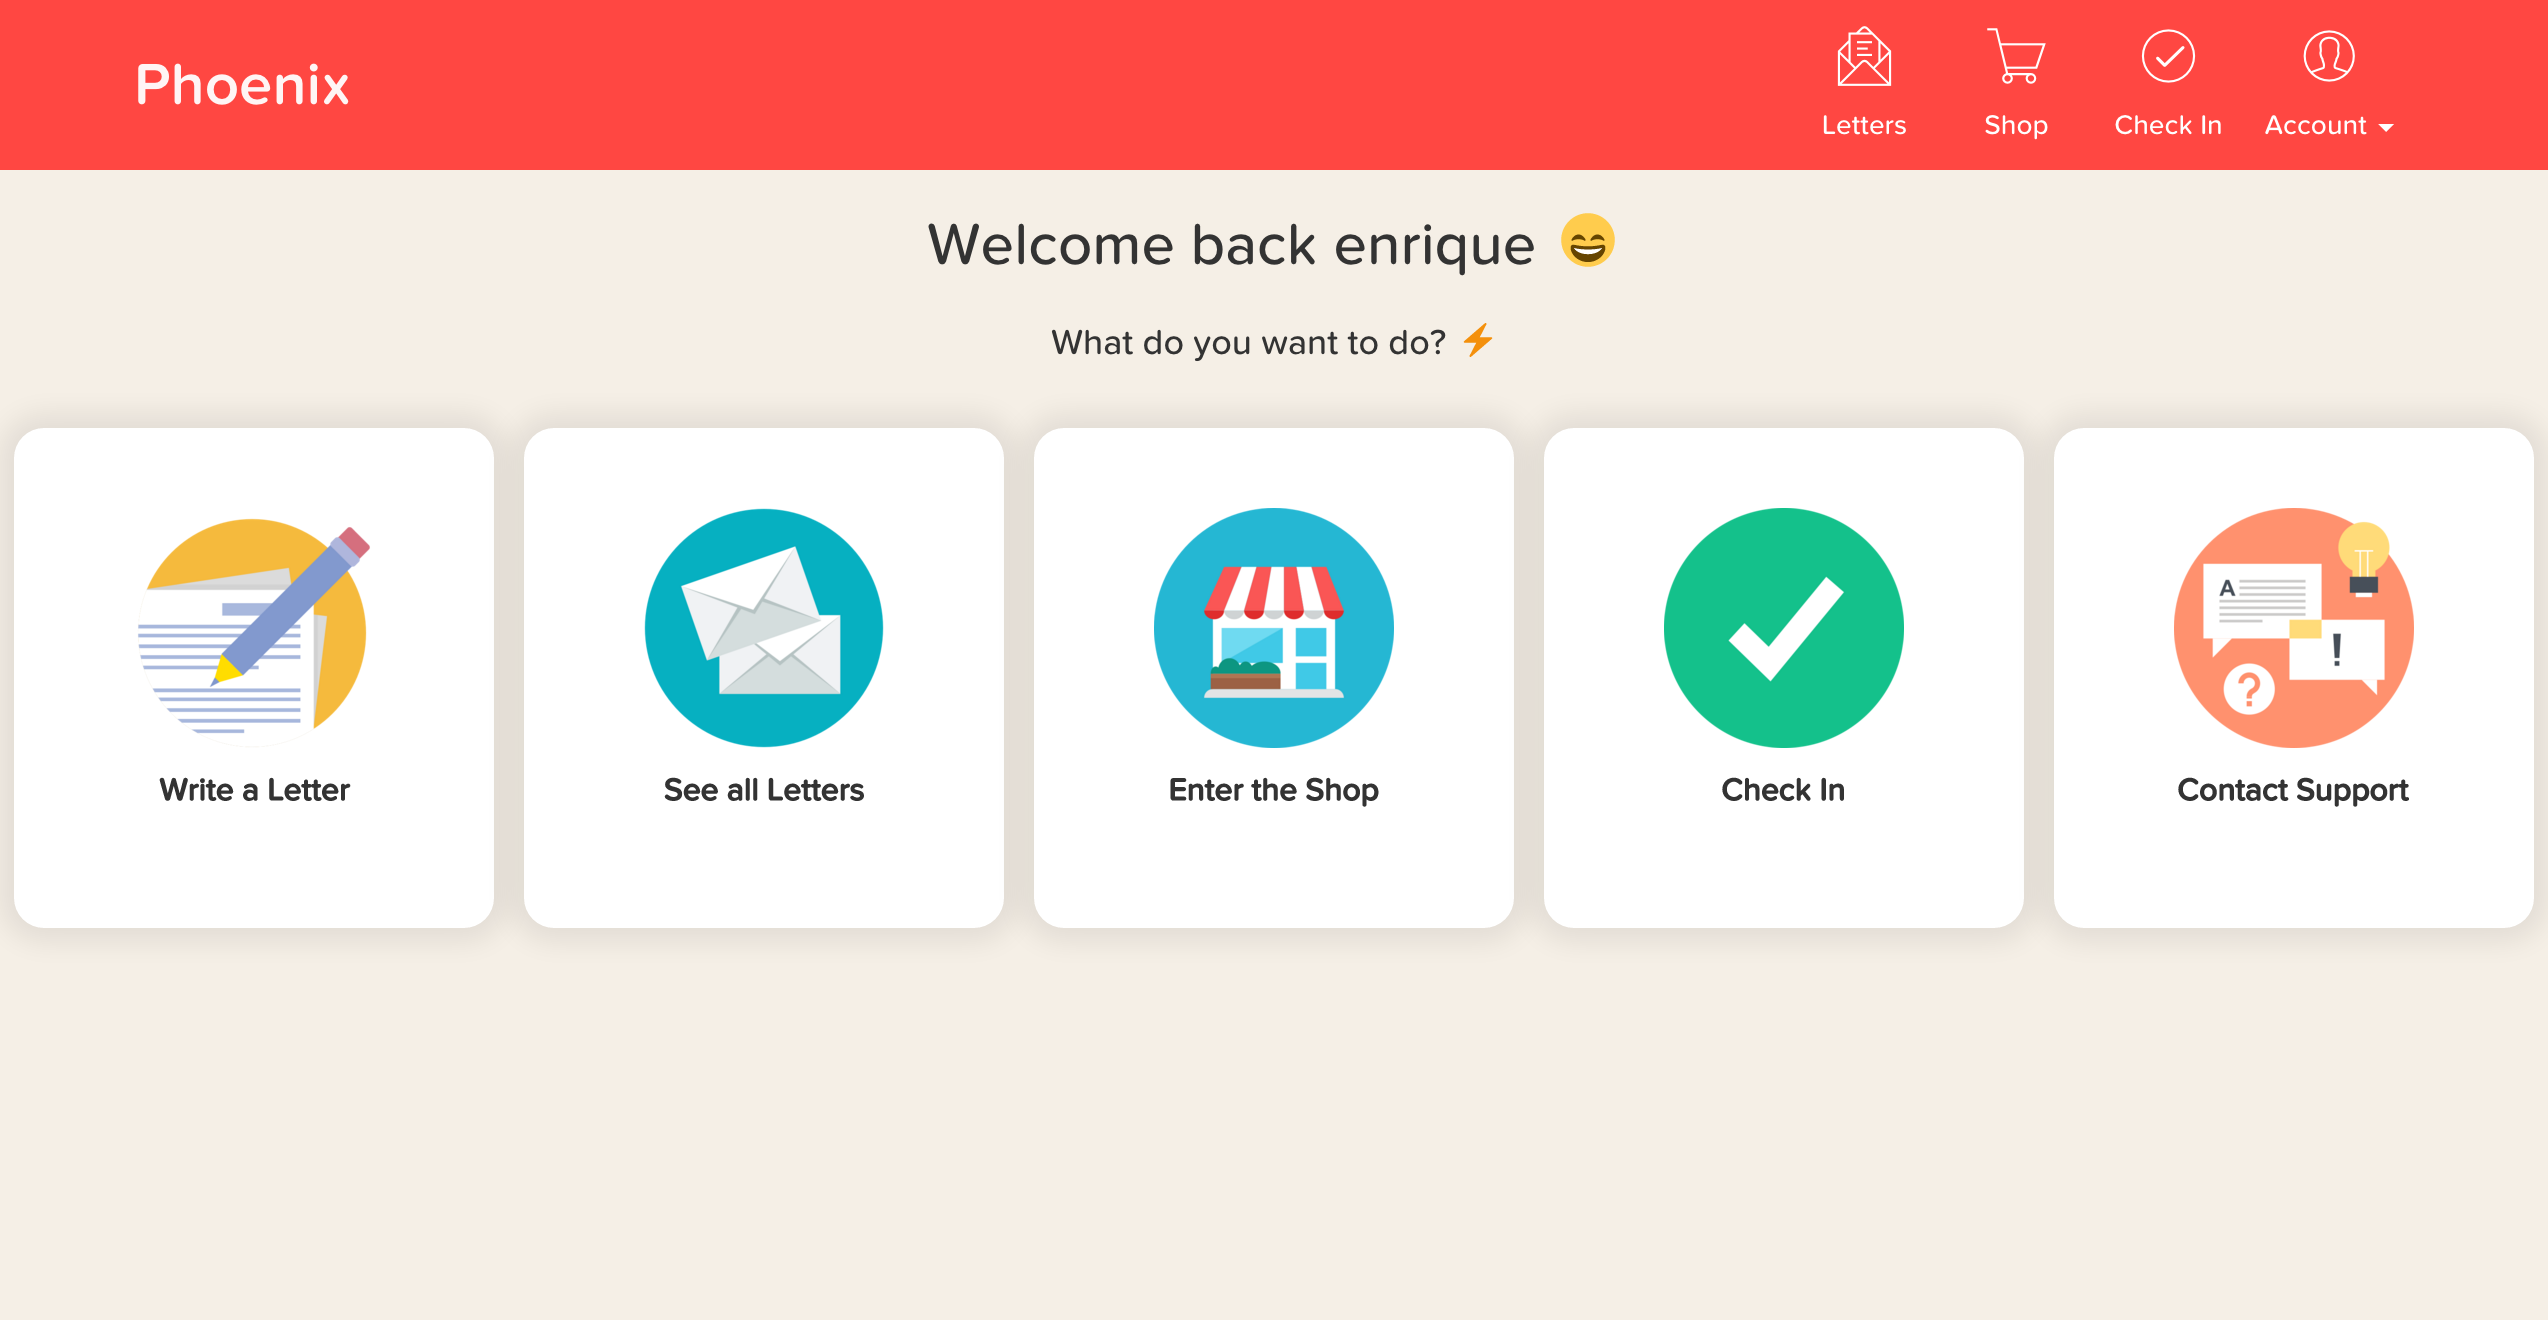 Phoenix
Letters
Shop
Check In
Account
Welcome back enrique 😄
What do you want to do? ⚡
A
!
?
Write a Letter
See all Letters
Enter the Shop
Check In
Contact Support